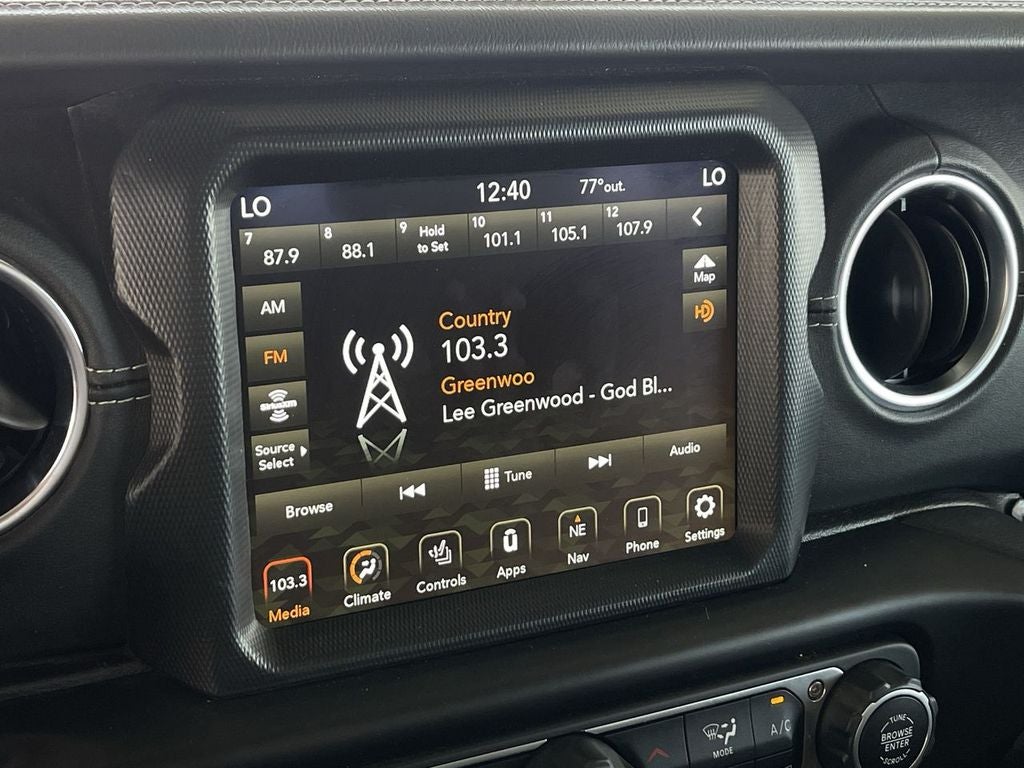 LO 12:40 77°out. LO
7 87.9
8 88.1
9 Hold
to Set
10 101.1
11 105.1
12 107.9
AM
Map
FM
HD
Country
103.3
Greenwoo
Lee Greenwood - God Bl...
siriusxm
Source
Select
Browse
Tune
Audio
103.3
Media
Climate
Controls
Apps
NE
Nav
Phone
Settings
MODE
A/C
TUNE
BROWSE
ENTER
SCROLL